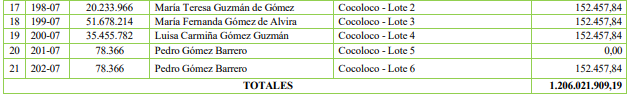 17 198-07 20.233.966 María Teresa Guzmán de Gómez Cocoloco - Lote 2 152.457,84
18 199-07 51.678.214 María Fernanda Gómez de Alvira Cocoloco - Lote 3 152.457,84
19 200-07 35.455.782 Luisa Carmiña Gómez Guzmán Cocoloco - Lote 4 152.457,84
20 201-07 78.366 Pedro Gómez Barrero Cocoloco - Lote 5 0,00
21 202-07 78.366 Pedro Gómez Barrero Cocoloco - Lote 6 152.457,84
TOTALES 1.206.021.909,19